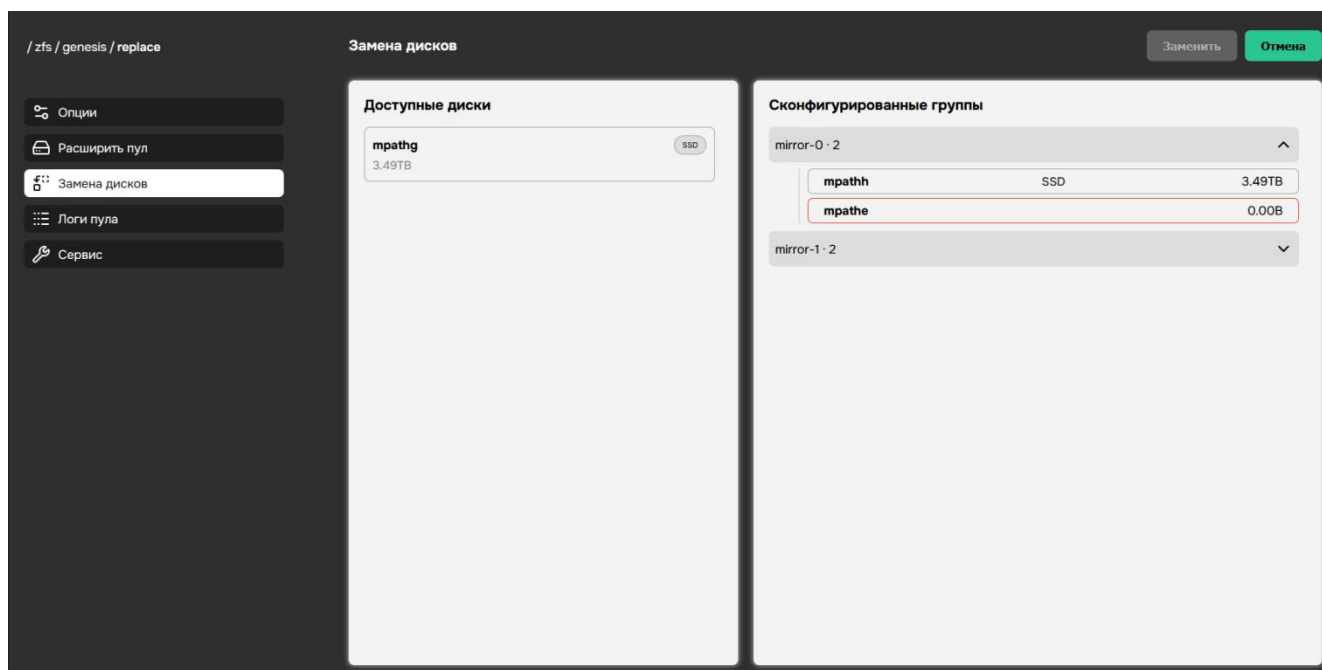 / zfs / genesis / replace
Замена дисков
Заменить
Отмена
Опции
Расширить пул
Замена дисков
Логи пула
Сервис
Доступные диски
mpathg
SSD
3.49TB
Сконфигурированные группы
mirror-0 · 2
mpathh SSD 3.49TB
mpathe 0.00B
mirror-1 · 2